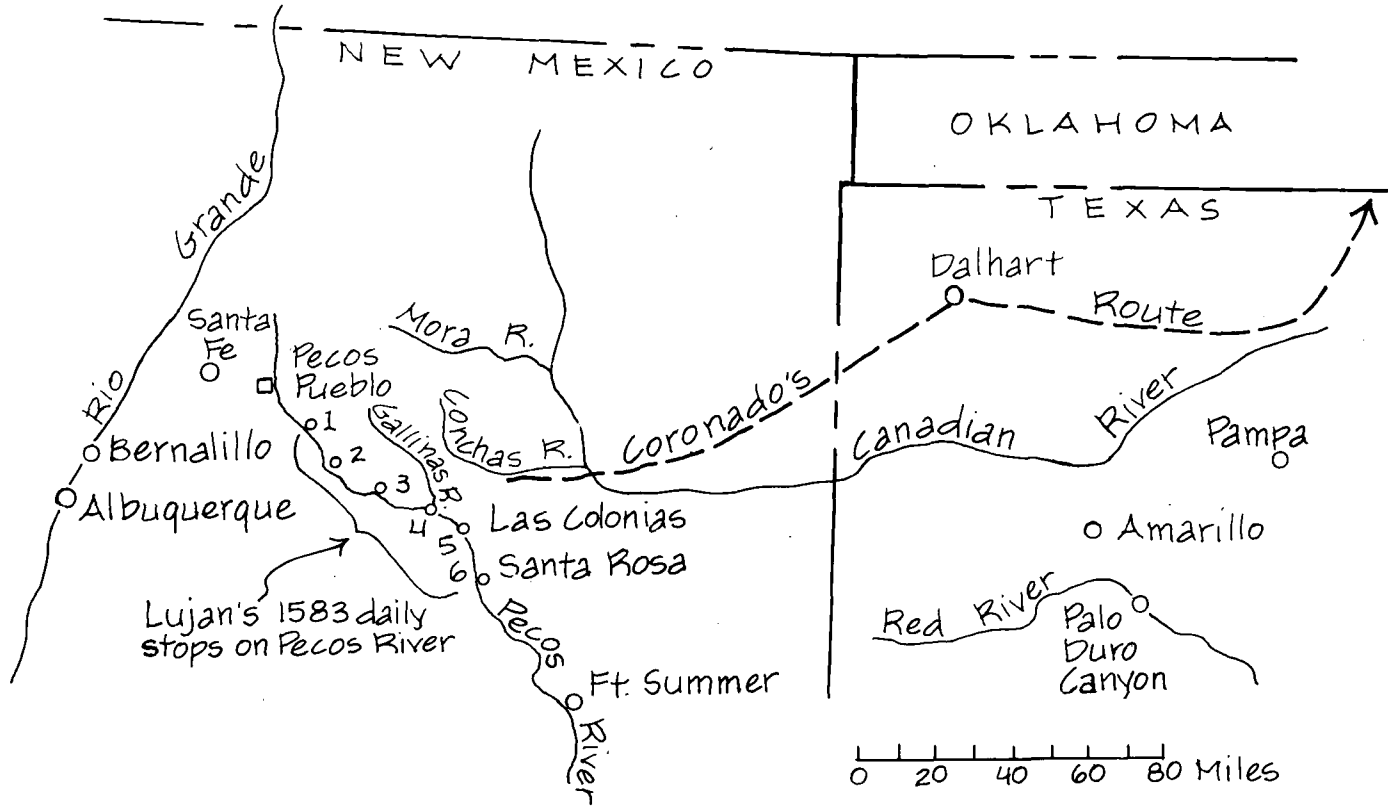 NEW MEXICO
OKLAHOMA
TEXAS
Rio Grande
Dalhart
Coronado's Route
Santa
Fe
Mora R.
Pecos
Pueblo
Gallinas R.
Conchas R.
Canadian River
Pampa
1
2
3
4
5
6
Bernalillo
Albuquerque
Las Colonias
Santa Rosa
Amarillo
Lujan's 1583 daily
stops on Pecos River
Pecos River
Red River
Palo
Duro
Canyon
Ft. Summer
0 20 40 60 80 Miles